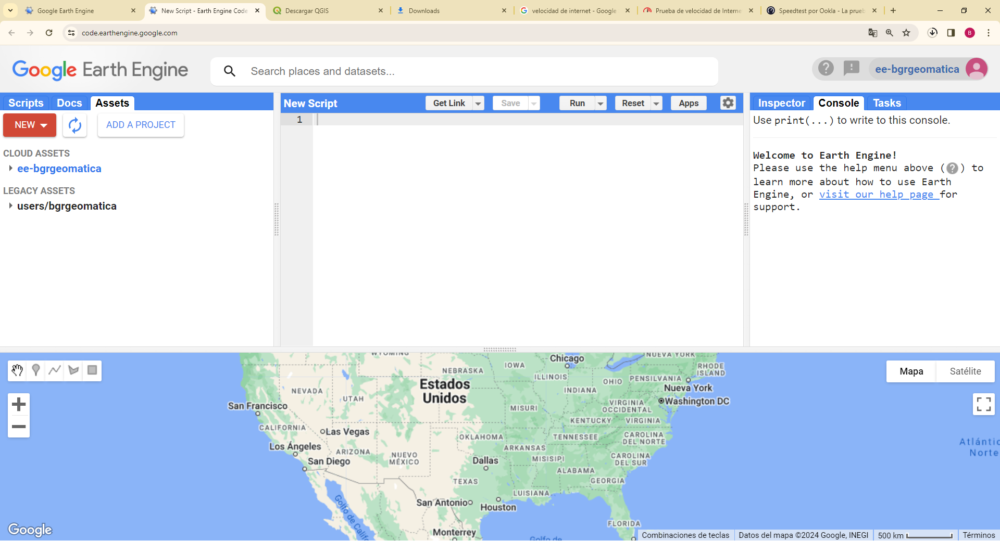 Google Earth Engine
New Script - Earth Engine Code
Descargar QGIS
Downloads
velocidad de internet - Google
Prueba de velocidad de Interne
Speedtest por Ookla - La prueb
code.earthengine.google.com
B
Google Earth Engine
Search places and datasets...
ee-bgrgeomatica
Scripts
Docs
Assets
New Script
Get Link
Save
Run
Reset
Apps
Inspector
Console
Tasks
NEW
ADD A PROJECT
CLOUD ASSETS
ee-bgrgeomatica
LEGACY ASSETS
users/bgrgeomatica
1
Use print(...) to write to this console.
Welcome to Earth Engine!
Please use the help menu above (?) to
learn more about how to use Earth
Engine, or visit our help page for
support.
Mapa
Satélite
WYOMING
Chicago
NUEVA YORK
IOWA
NEBRASKA
RHODE
ISLAND
ILLINOIS
OHIO
PENSILVANIA
Estados
Unidos
NEVADA
INDIANA
Nueva York
UTAH
Washington DC
San Francisco
MISURI
VIRGINIA
OCCIDENTAL
KENTUCKY
VIRGINIA
CALIFORNIA
Las Vegas
OKLAHOMA
TENNESSEE
CAROLINA
DEL NORTE
Los Ángeles
ARIZONA
ARKANSAS
Atlántic
Norte
NUEVO
MÉXICO
San Diego
Dallas
MISISIPI
CAROLINA
DEL SUR
ALABAMA
TEXAS
GEORGIA
LUISIANA
San Antonio
Houston
Golfo de Califo
FLORIDA
Monterrey
Golfo de
Google
Combinaciones de teclas
Datos del mapa ©2024 Google, INEGI
500 km
Términos